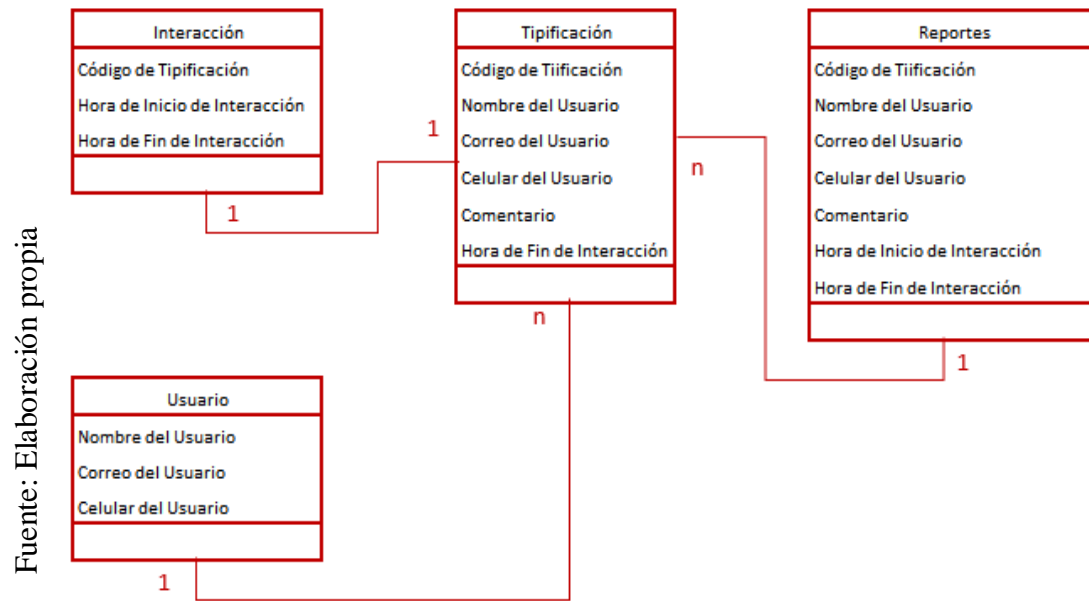 Interacción
Código de Tipificación
Hora de Inicio de Interacción
Hora de Fin de Interacción
1
1
Tipificación
Código de Tiificación
Nombre del Usuario
Correo del Usuario
Celular del Usuario
Comentario
Hora de Fin de Interacción
n
n
Reportes
Código de Tiificación
Nombre del Usuario
Correo del Usuario
Celular del Usuario
Comentario
Hora de Inicio de Interacción
Hora de Fin de Interacción
1
Usuario
Nombre del Usuario
Correo del Usuario
Celular del Usuario
1
Fuente: Elaboración propia